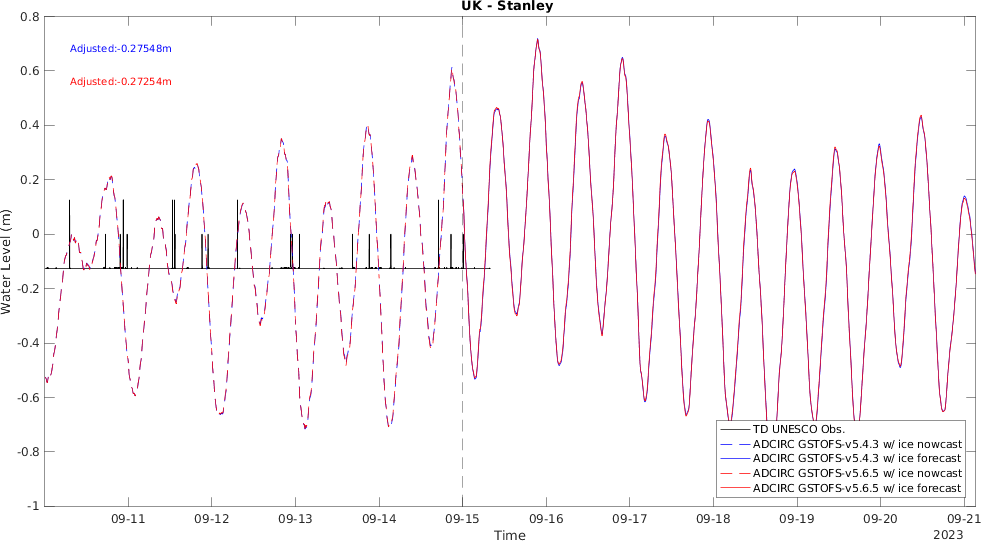 UK - Stanley
0.8
0.6
0.4
0.2
0
-0.2
-0.4
-0.6
-0.8
-1
Water Level (m)
Adjusted:-0.27548m
Adjusted:-0.27254m
TD UNESCO Obs.
ADCIRC GSTOFS-v5.4.3 w/ ice nowcast
ADCIRC GSTOFS-v5.4.3 w/ ice forecast
ADCIRC GSTOFS-v5.6.5 w/ ice nowcast
ADCIRC GSTOFS-v5.6.5 w/ ice forecast
09-11 09-12 09-13 09-14 09-15 09-16 09-17 09-18 09-19 09-20 09-21
Time
2023